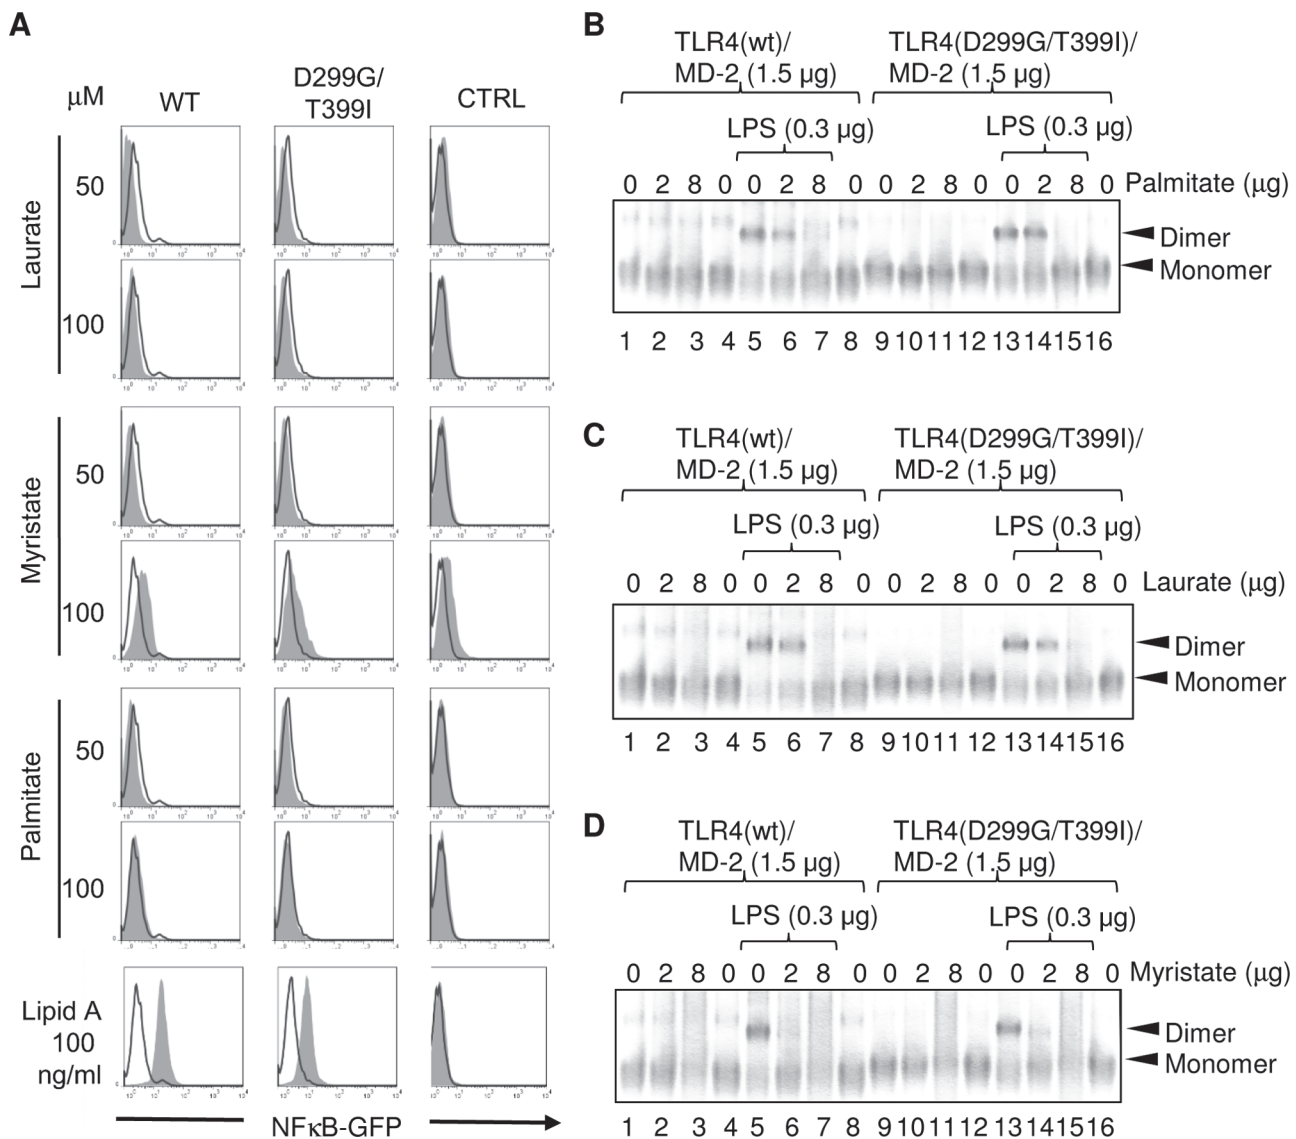 A
μM
WT
D299G/
T399I
CTRL
Laurate
50
100
Myristate
50
100
Palmitate
50
100
Lipid A
100
ng/ml
NFκB-GFP
B
TLR4(wt)/
MD-2 (1.5 μg)
TLR4(D299G/T399I)/
MD-2 (1.5 μg)
LPS (0.3 μg)
LPS (0.3 μg)
0 2 8 0 0 2 8 0 0 2 8 0 0 2 8 0 Palmitate (μg)
Dimer
Monomer
1 2 3 4 5 6 7 8 9 10 11 12 13 14 15 16
C
TLR4(wt)/
MD-2 (1.5 μg)
TLR4(D299G/T399I)/
MD-2 (1.5 μg)
LPS (0.3 μg)
LPS (0.3 μg)
0 2 8 0 0 2 8 0 0 2 8 0 0 2 8 0 Laurate (μg)
Dimer
Monomer
1 2 3 4 5 6 7 8 9 10 11 12 13 14 15 16
D
TLR4(wt)/
MD-2 (1.5 μg)
TLR4(D299G/T399I)/
MD-2 (1.5 μg)
LPS (0.3 μg)
LPS (0.3 μg)
0 2 8 0 0 2 8 0 0 2 8 0 0 2 8 0 Myristate (μg)
Dimer
Monomer
1 2 3 4 5 6 7 8 9 10 11 12 13 14 15 16